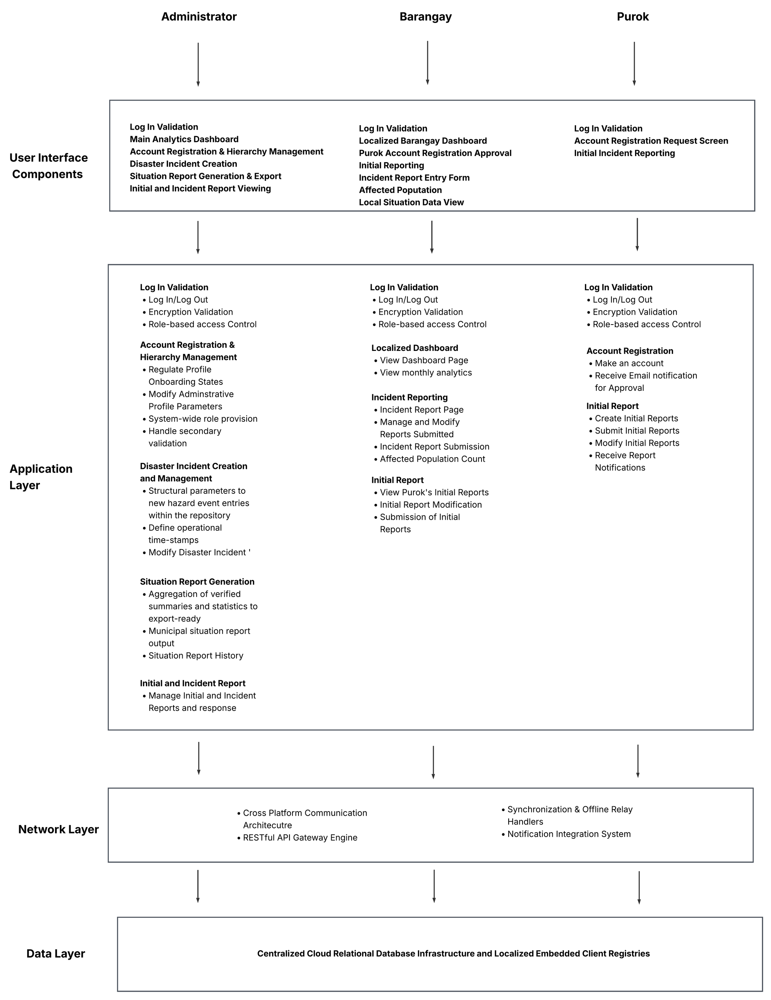 Administrator
Barangay
Purok
User Interface
Components
Log In Validation
Main Analytics Dashboard
Account Registration & Hierarchy Management
Disaster Incident Creation
Situation Report Generation & Export
Initial and Incident Report Viewing
Log In Validation
Localized Barangay Dashboard
Purok Account Registration Approval
Initial Reporting
Incident Report Entry Form
Affected Poputation
Local Situation Data View
Log In Validation
Account Registration Request Screen
Initial Incident Reporting
Application
Layer
Log In Validation
• Log In/Log Out
• Encryption Validation
• Role-based access Control
Account Registration &
Hierarchy Management
• Regulate Profile
Onboarding States
• Modify Adminstrative
Profile Parameters
• System-wide role provision
• Handle secondary
validation
Disaster Incident Creation
and Management
• Structural parameters to
new hazard event entries
within the repository
• Define operational
time-stamps
• Modify Disaster Incident '
Situation Report Generation
• Aggregation of verified
summaries and statistics to
export-ready
• Municipal situation report
output
• Situation Report History
Initial and Incident Report
• Manage Initial and Incident
Reports and response
Log In Validation
• Log In/Log Out
• Encryption Validation
• Role-based access Control
Localized Dashboard
• View Dashboard Page
• View monthly analytics
Incident Reporting
• Incident Report Page
• Manage and Modify
Reports Submitted
• Incident Report Submission
• Affected Population Count
Initial Report
• View Purok's Initial Reports
• Initial Report Modification
• Submission of Initial
Reports
Log In Validation
• Log In/Log Out
• Encryption Validation
• Role-based access Control
Account Registration
• Make an account
• Receive Email notification
for Approval
Initial Report
• Create Initial Reports
• Submit Initial Reports
• Modify Initial Reports
• Receive Report
Notifications
Network Layer
• Cross Platform Communication
Architecutre
• RESTful API Gateway Engine
• Synchronization & Offline Relay
Handlers
• Notification Integration System
Data Layer
Centralized Cloud Relational Database Infrastructure and Localized Embedded Client Registries